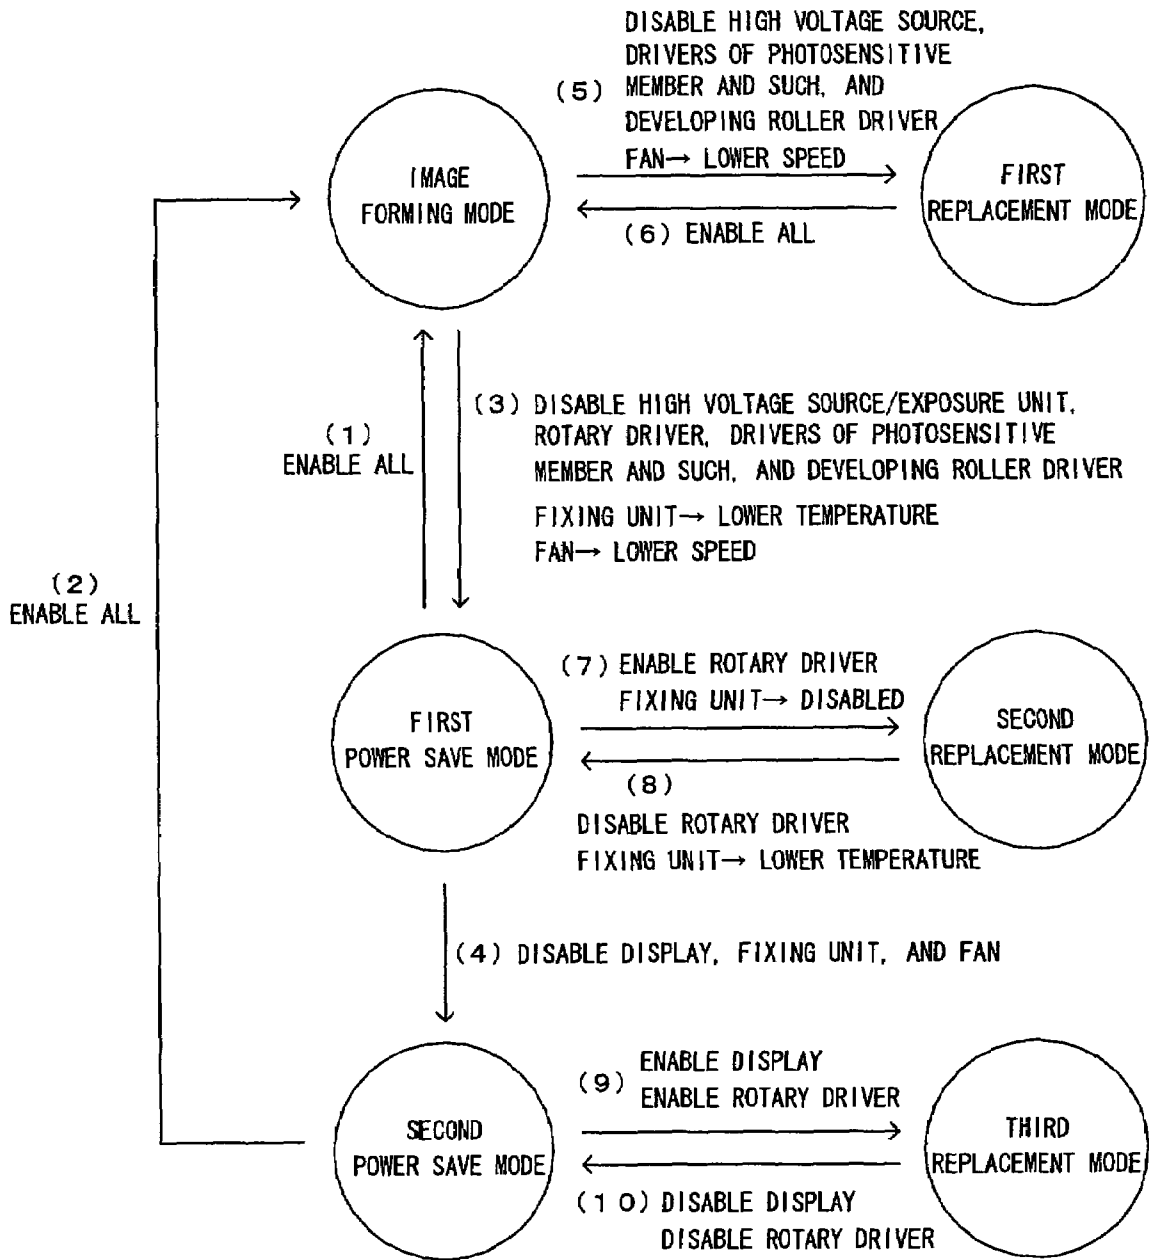 DISABLE HIGH VOLTAGE SOURCE,
DRIVERS OF PHOTOSENSITIVE
(5) MEMBER AND SUCH, AND
DEVELOPING ROLLER DRIVER
FAN→ LOWER SPEED
IMAGE
FORMING MODE
FIRST
REPLACEMENT MODE
(6) ENABLE ALL
(1)
ENABLE ALL
(3) DISABLE HIGH VOLTAGE SOURCE/EXPOSURE UNIT,
ROTARY DRIVER, DRIVERS OF PHOTOSENSITIVE
MEMBER AND SUCH, AND DEVELOPING ROLLER DRIVER
FIXING UNIT→ LOWER TEMPERATURE
FAN→ LOWER SPEED
(2)
ENABLE ALL
(7) ENABLE ROTARY DRIVER
FIXING UNIT→ DISABLED
FIRST
POWER SAVE MODE
SECOND
REPLACEMENT MODE
(8)
DISABLE ROTARY DRIVER
FIXING UNIT→ LOWER TEMPERATURE
(4) DISABLE DISPLAY, FIXING UNIT, AND FAN
(9) ENABLE DISPLAY
ENABLE ROTARY DRIVER
SECOND
POWER SAVE MODE
THIRD
REPLACEMENT MODE
(10) DISABLE DISPLAY
DISABLE ROTARY DRIVER